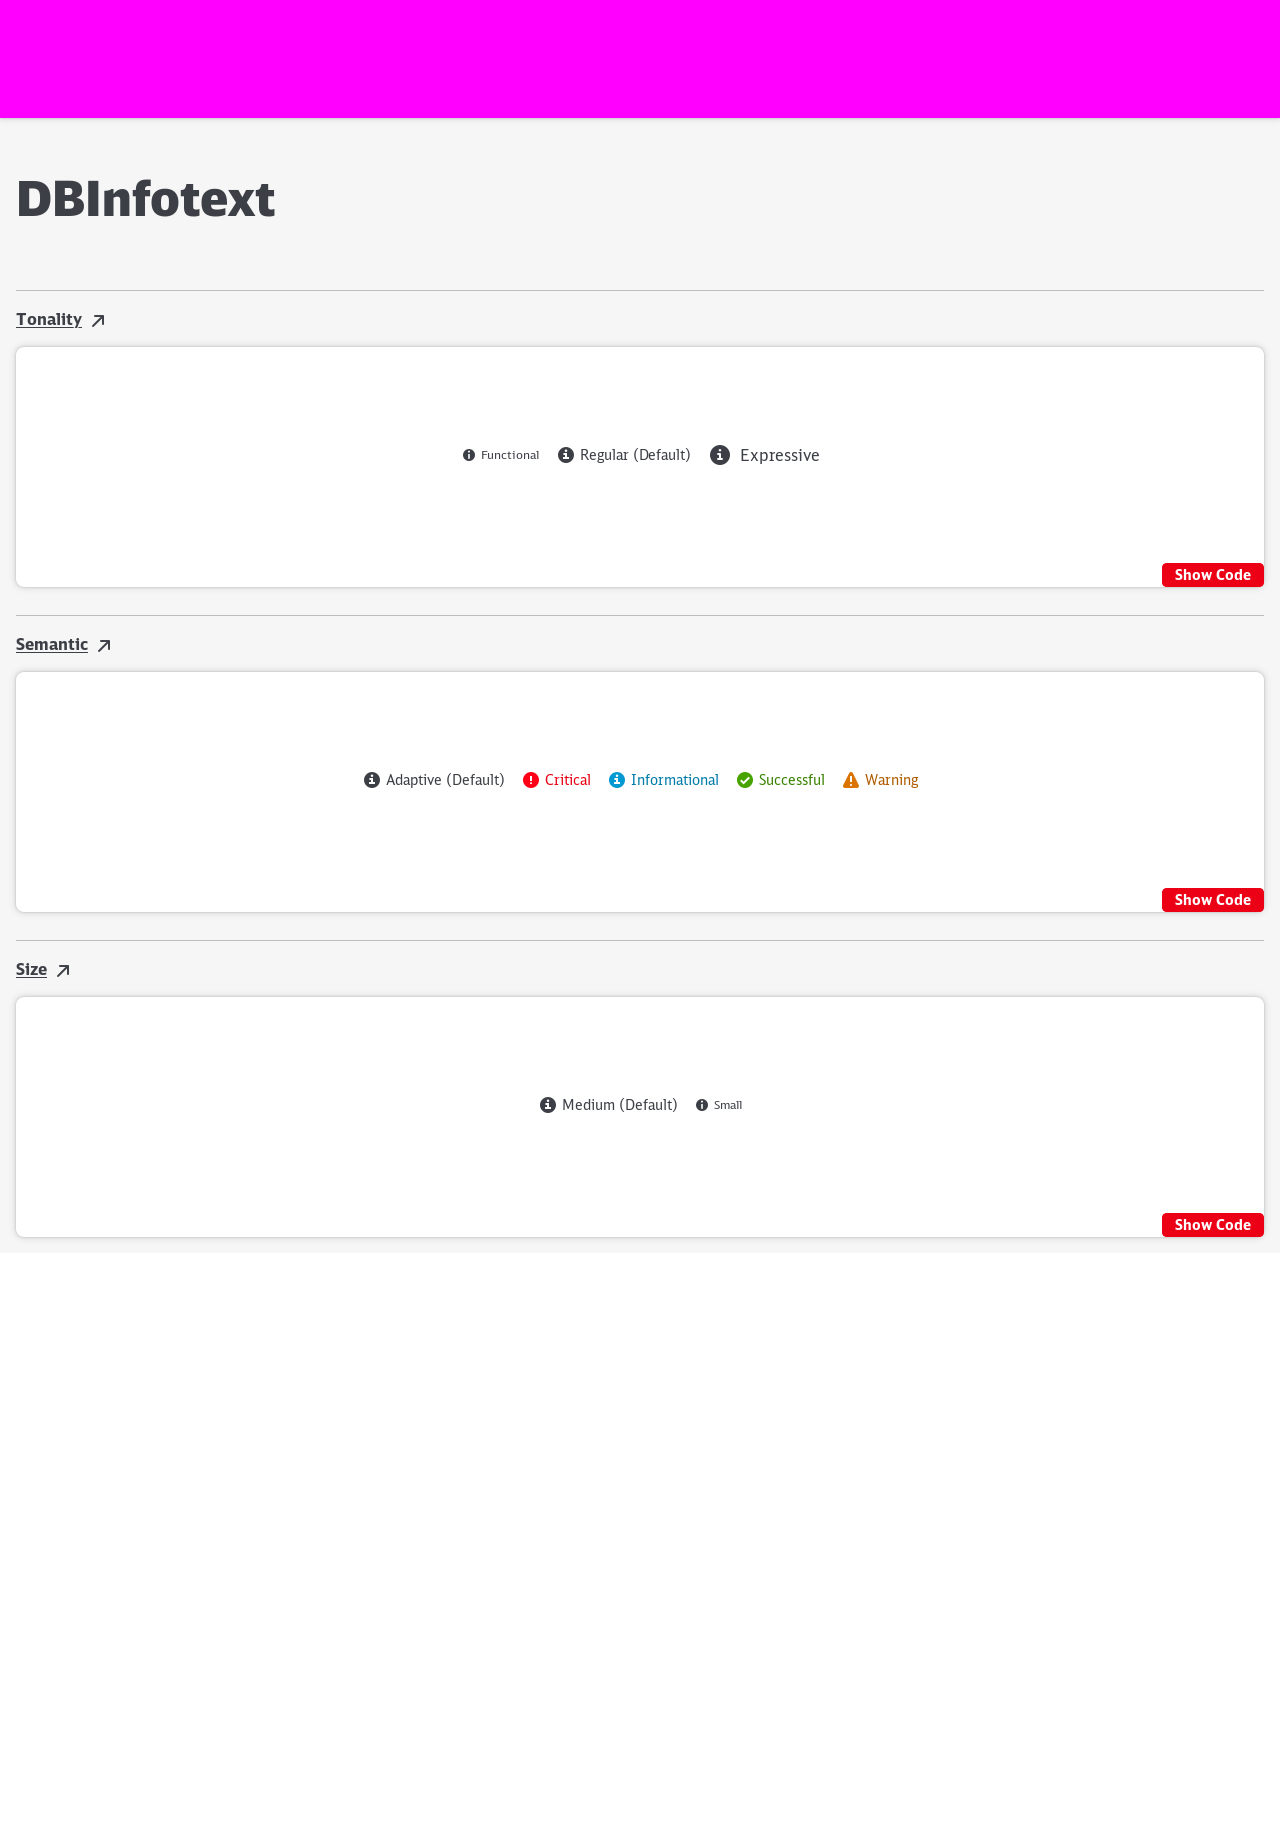 DBInfotext
Tonality
Functional Regular (Default) Expressive
Show Code
Semantic
Adaptive (Default) Critical Informational Successful Warning
Show Code
Size
Medium (Default) Small
Show Code